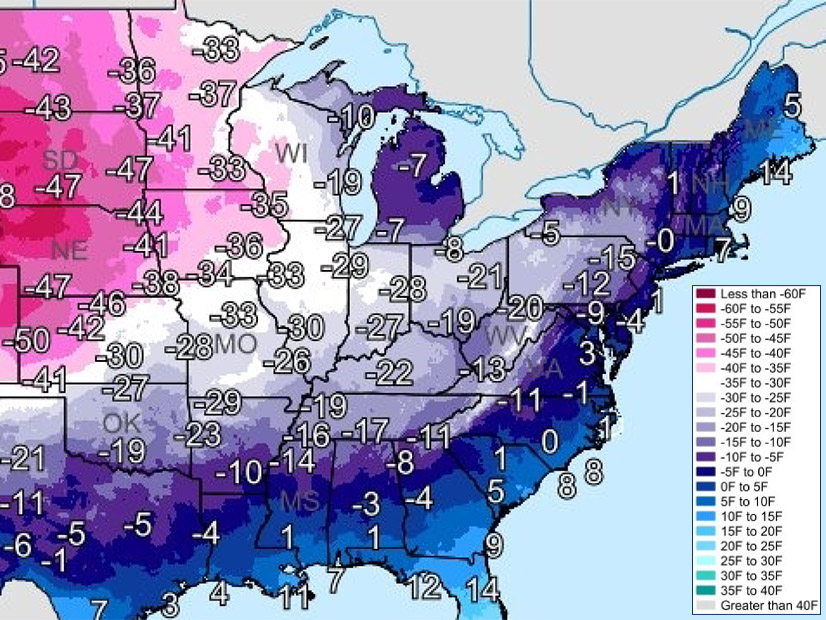 -33
5 -42 -36
-37
-43 -37 5
-10 ME
-41
SD WI -7
-47 -33 14
8 -47 -19 1 NH
-44 -35 NY 9
-27 -7 -5 MA
NE -41 -36 -8 -0 7
-29 -15
-47 -38 -34 -33 -28 -21 -12
-46 -20 1
-33 -30 -27 -19 -9 -4
-50 -42 -28 MO WV
-30 -26 3
-41 -27 -22 -13 VA
-29 -19 -11 -1
OK -23 -16 -17 -11 0 1
-21 -19 -10 -14 -8 1 8
-11 MS -3 -4 5 8
-5 -5 -4 1 1 9
-6 -1
7 3 4 11 7 12 14
Less than -60F
-60F to -55F
-55F to -50F
-50F to -45F
-45F to -40F
-40F to -35F
-35F to -30F
-30F to -25F
-25F to -20F
-20F to -15F
-15F to -10F
-10F to -5F
-5F to 0F
0F to 5F
5F to 10F
10F to 15F
15F to 20F
20F to 25F
25F to 30F
30F to 35F
35F to 40F
Greater than 40F